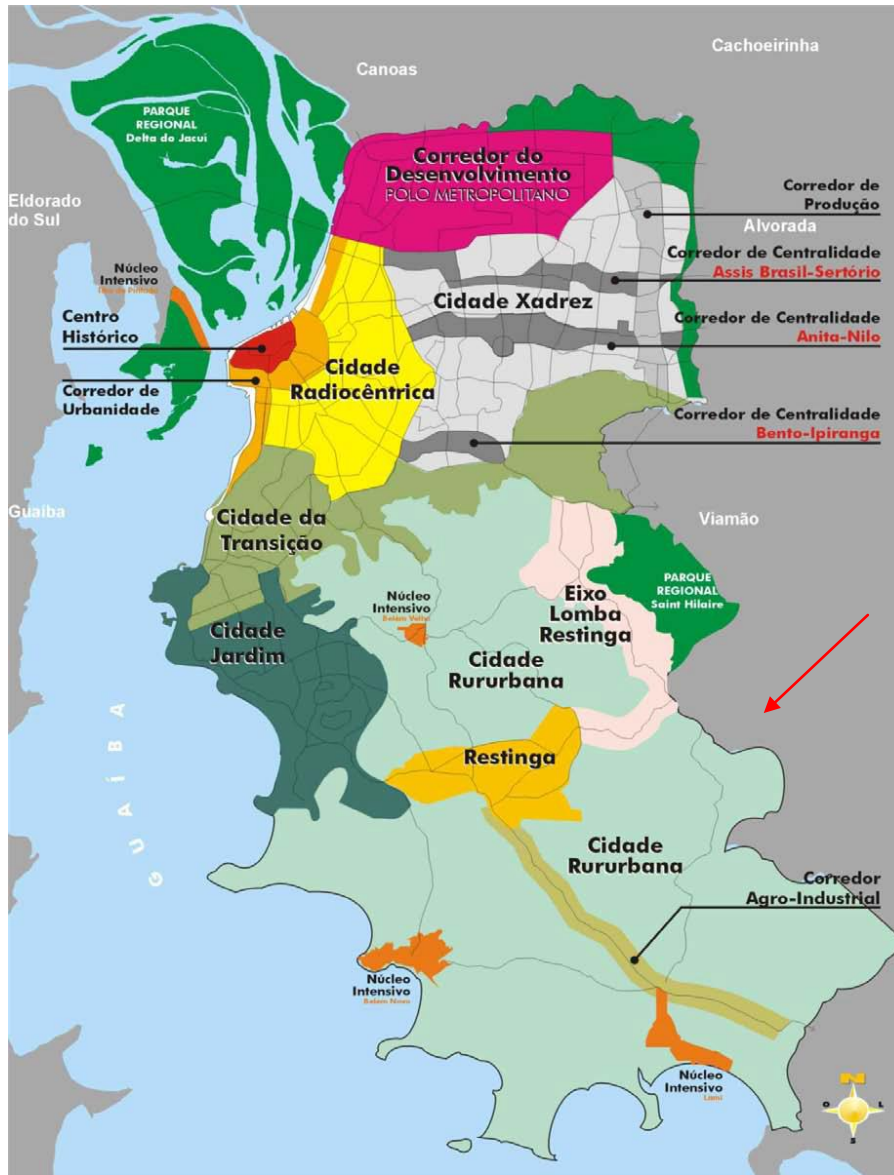 Cachoeirinha
Canoas
PARQUE
REGIONAL
Delta do Jacuí
Corredor do
Desenvolvimento
POLO METROPOLITANO
Eldorado
do Sul
Corredor de
Produção
Alvorada
Corredor de Centralidade
Assis Brasil-Sertório
Núcleo
Intensivo
Cidade Xadrez
Centro
Histórico
Corredor de Centralidade
Anita-Nilo
Cidade
Radiocêntrica
Corredor de
Urbanidade
Corredor de Centralidade
Bento-Ipiranga
Guaiba
Cidade da
Transição
Viamão
PARQUE
REGIONAL
Saint Hilaire
Núcleo
Intensivo
Belém Velho
Eixo
Lomba
Restinga
Cidade
Jardim
Cidade
Rururbana
GUAÍBA
Restinga
Cidade
Rururbana
Corredor
Agro-Industrial
Núcleo
Intensivo
Belém Novo
Núcleo
Intensivo
Lami
N
O
L
S